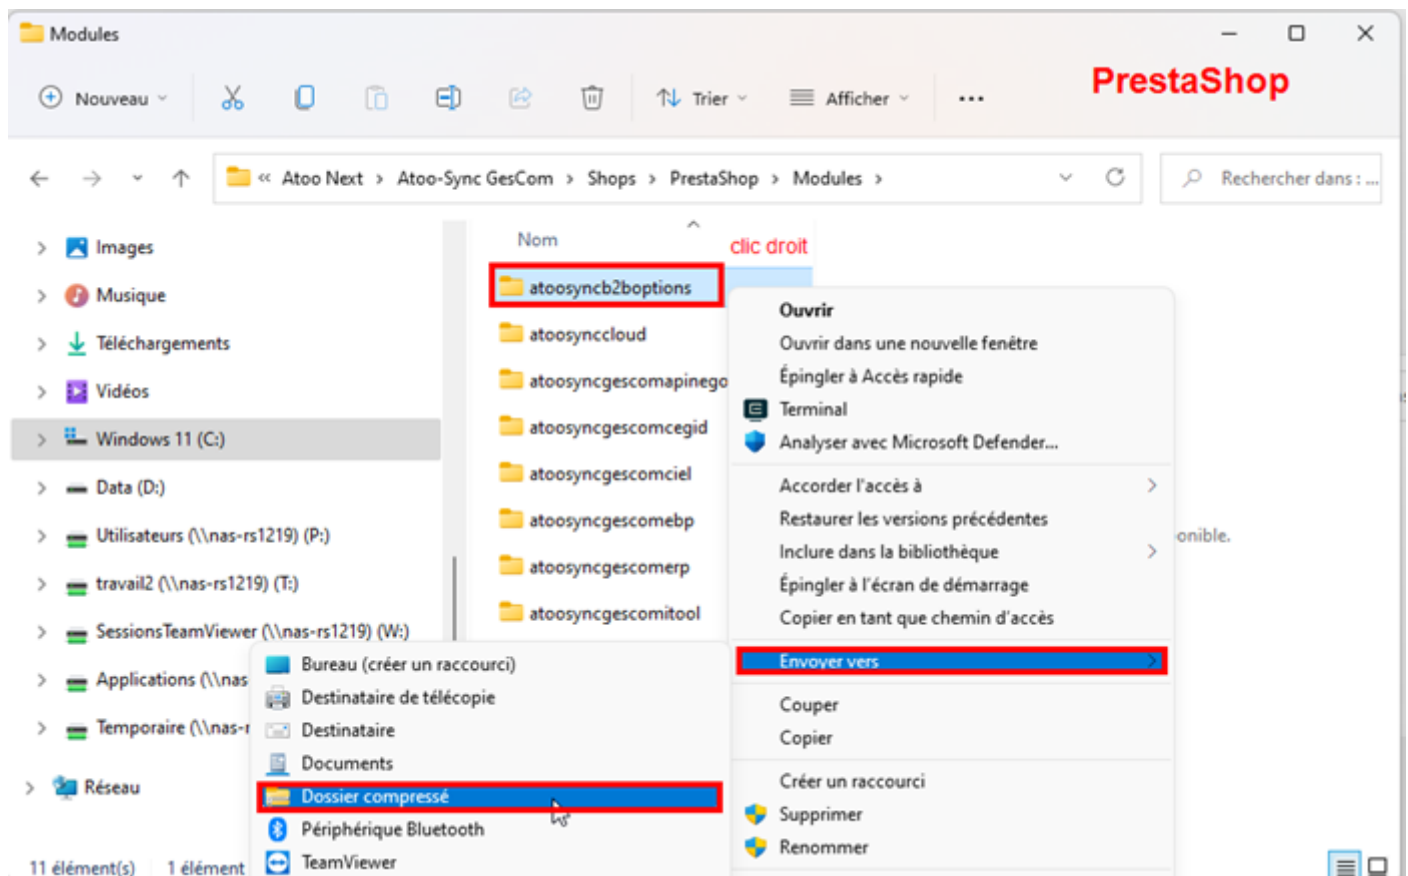 Modules
PrestaShop
Nouveau
Trier
Afficher
« Atoo Next > Atoo-Sync GesCom > Shops > PrestaShop > Modules >
Rechercher dans : ...
Nom
clic droit
Images
Musique
Téléchargements
Vidéos
Windows 11 (C:)
Data (D:)
Utilisateurs (\\nas-rs1219) (P:)
travail2 (\\nas-rs1219) (T:)
SessionsTeamViewer (\\nas-rs1219) (W:)
Applications (\\nas
Temporaire (\\nas-r
Réseau
atoosyncb2boptions
atoosynccloud
atoosyncgescomapinego
atoosyncgescomcegid
atoosyncgescomciel
atoosyncgescomebp
atoosyncgescomerp
atoosyncgescomitool
Ouvrir
Ouvrir dans une nouvelle fenêtre
Épingler à Accès rapide
Terminal
Analyser avec Microsoft Defender...
Accorder l'accès à
Restaurer les versions précédentes
Inclure dans la bibliothèque
Épingler à l'écran de démarrage
Copier en tant que chemin d'accès
Envoyer vers
Couper
Copier
Créer un raccourci
Supprimer
Renommer
onible.
Bureau (créer un raccourci)
Destinataire de télécopie
Destinataire
Documents
Dossier compressé
Périphérique Bluetooth
TeamViewer
11 élément(s)
1 élément